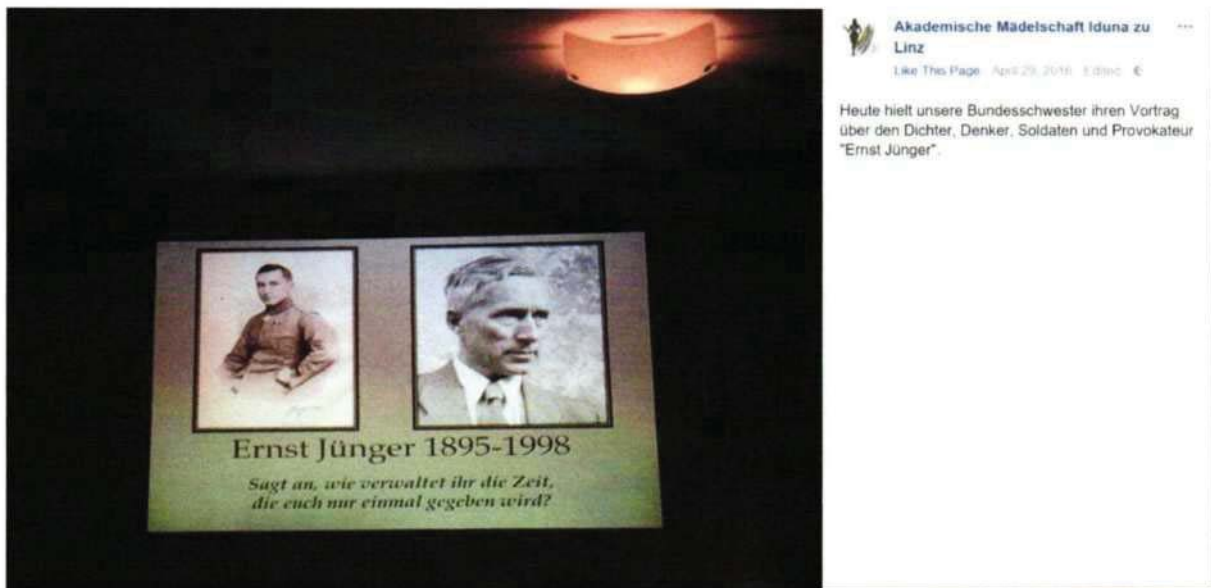 Akademische Mädelschaft Iduna zu
Linz
Like This Page · April 29, 2016 · Edited ·
Heute hielt unsere Bundesschwester ihren Vortrag
über den Dichter, Denker, Soldaten und Provokateur
"Ernst Jünger".
Ernst Jünger 1895-1998
Sagt an, wie verwaltet ihr die Zeit,
die euch nur einmal gegeben wird?